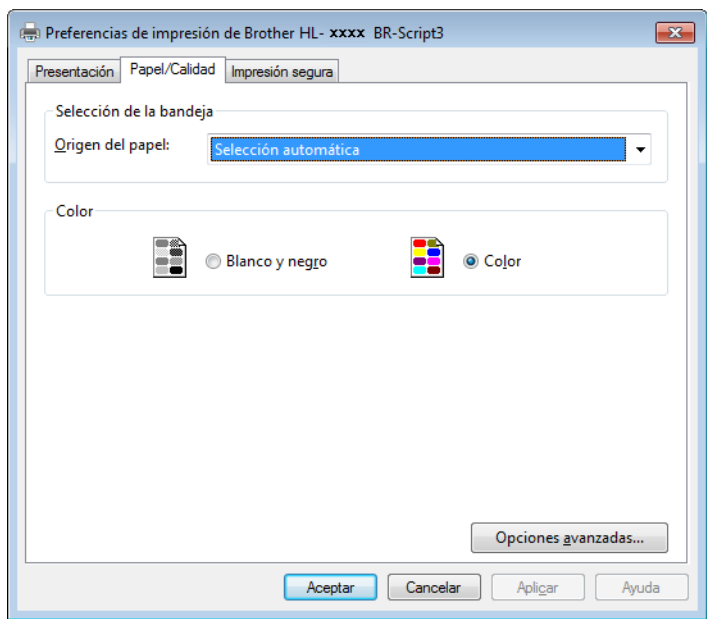 Preferencias de impresión de Brother HL- xxxx BR-Script3
Presentación Papel/Calidad Impresión segura
Selección de la bandeja
Origen del papel: Selección automática
Color
Blanco y negro Color
Opciones avanzadas...
Aceptar Cancelar Aplicar Ayuda